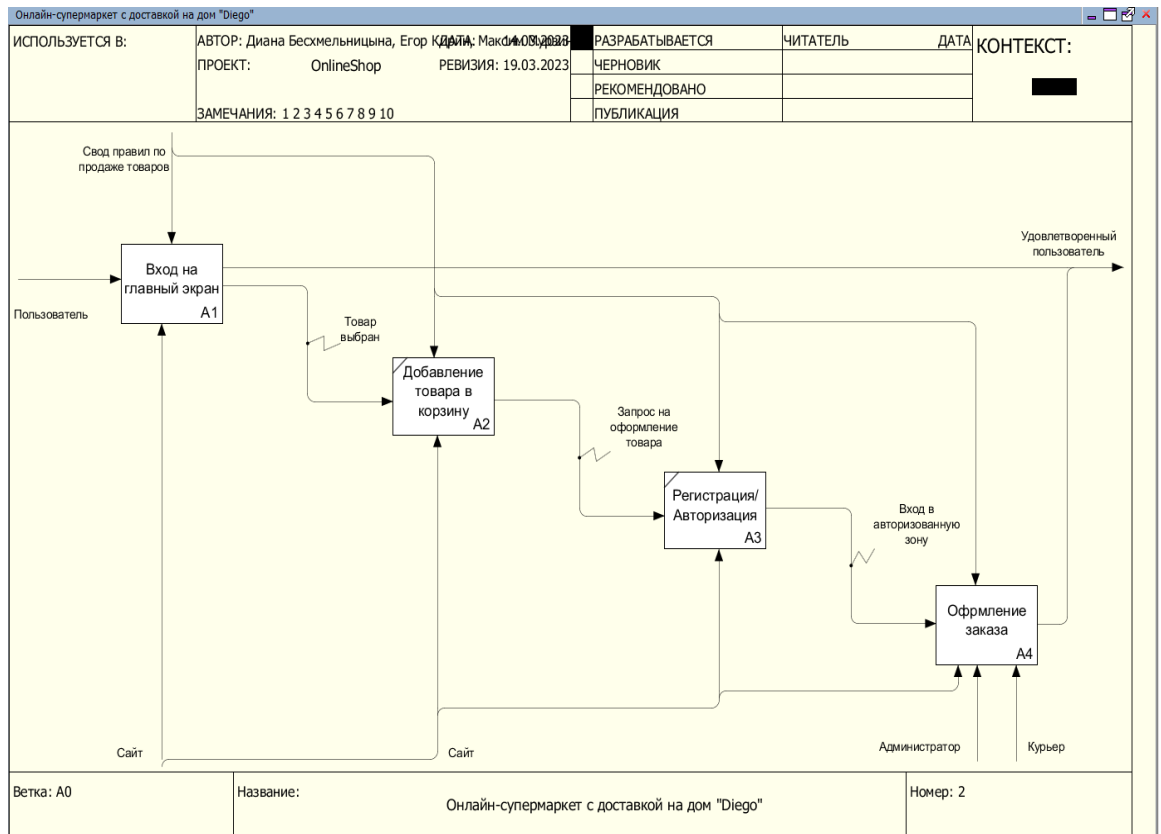 Онлайн-супермаркет с доставкой на дом "Diego"
ИСПОЛЬЗУЕТСЯ В:
АВТОР: Диана Бесхмельницына, Егор
ДАТА: 14.03.2023
ПРОЕКТ: OnlineShop
РЕВИЗИЯ: 19.03.2023
ЗАМЕЧАНИЯ: 1 2 3 4 5 6 7 8 9 10
РАЗРАБАТЫВАЕТСЯ
ЧЕРНОВИК
РЕКОМЕНДОВАНО
ПУБЛИКАЦИЯ
ЧИТАТЕЛЬ
ДАТА
КОНТЕКСТ:
Свод правил по
продаже товаров
Удовлетворенный
пользователь
Вход на
главный экран
A1
Пользователь
Товар
выбран
Добавление
товара в
корзину
A2
Запрос на
оформление
товара
Регистрация/
Авторизация
A3
Вход в
авторизованную
зону
Офрмление
заказа
A4
Сайт
Сайт
Администратор
Курьер
Ветка: A0
Название:
Онлайн-супермаркет с доставкой на дом "Diego"
Номер: 2